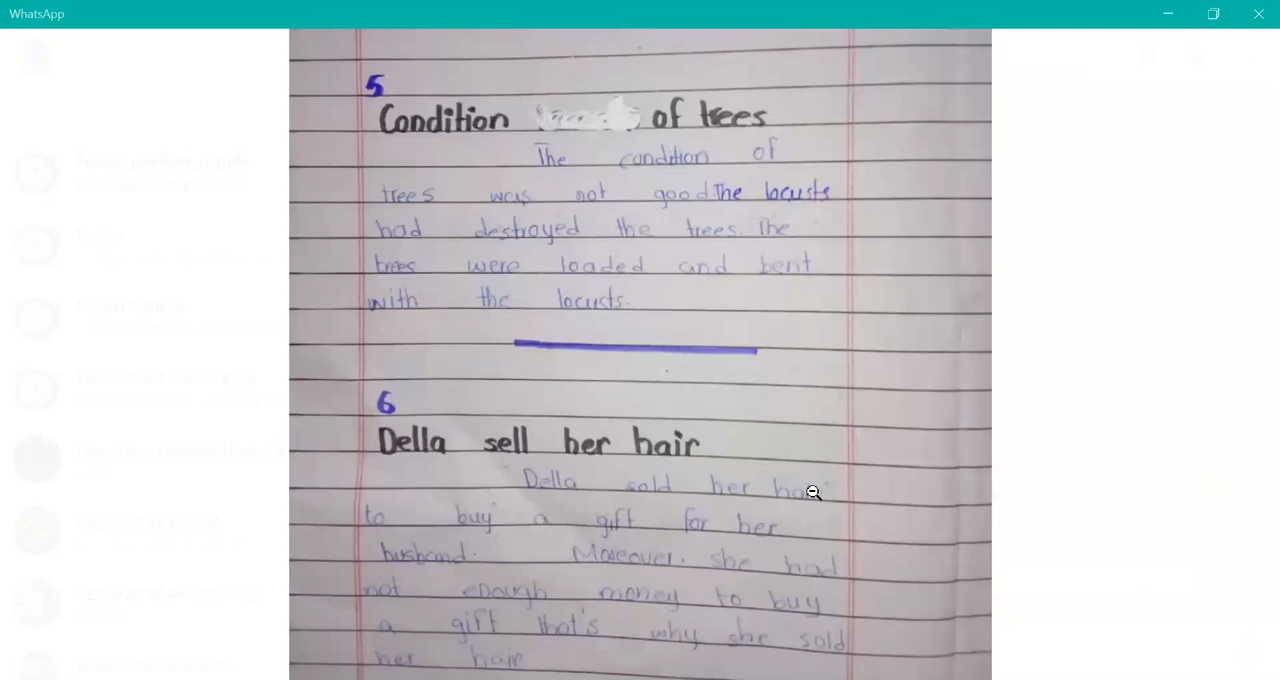 WhatsApp
5
Condition of trees
The condition of
trees was not good The locusts
had destroyed the trees. The
trees were loaded and bent
with the locusts.
6
Della sell her hair
Della sold her
to buy a gift for her
husband. Moreover, she had
not enough money to buy
a gift that's why she sold
her hair